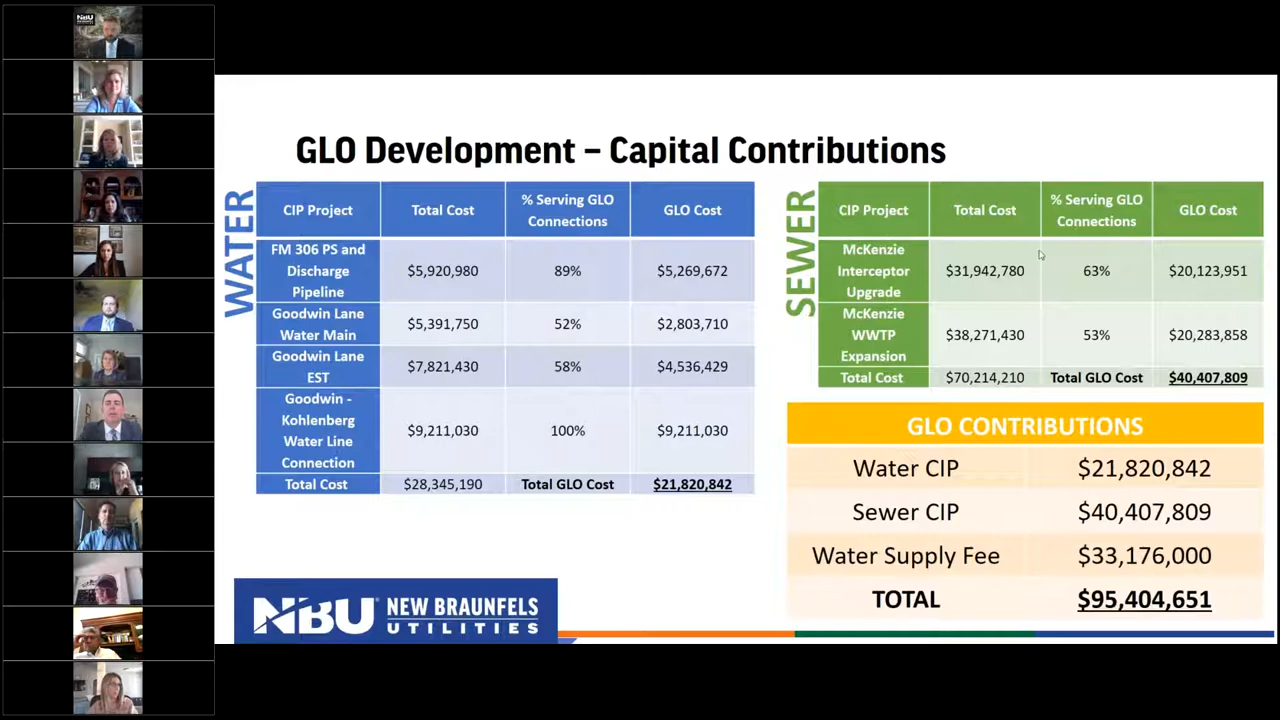 NBU
GLO Development – Capital Contributions
WATER
CIP Project
Total Cost
% Serving GLO
Connections
GLO Cost
FM 306 PS and
Discharge
Pipeline
$5,920,980
89%
$5,269,672
Goodwin Lane
Water Main
$5,391,750
52%
$2,803,710
Goodwin Lane
EST
$7,821,430
58%
$4,536,429
Goodwin -
Kohlenberg
Water Line
Connection
$9,211,030
100%
$9,211,030
Total Cost
$28,345,190
Total GLO Cost
$21,820,842
SEWER
CIP Project
Total Cost
% Serving GLO
Connections
GLO Cost
McKenzie
Interceptor
Upgrade
$31,942,780
63%
$20,123,951
McKenzie
WWTP
Expansion
$38,271,430
53%
$20,283,858
Total Cost
$70,214,210
Total GLO Cost
$40,407,809
GLO CONTRIBUTIONS
Water CIP
$21,820,842
Sewer CIP
$40,407,809
Water Supply Fee
$33,176,000
TOTAL
$95,404,651
NBU® NEW BRAUNFELS
UTILITIES